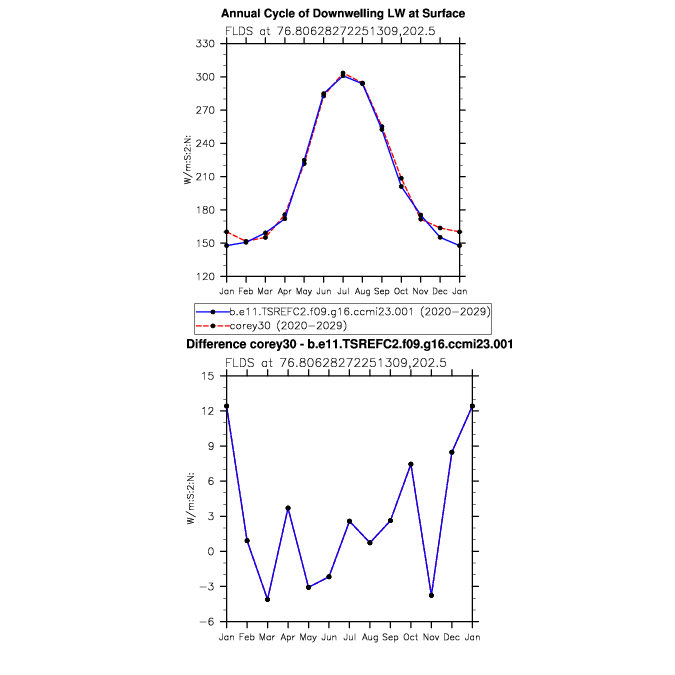 Annual Cycle of Downwelling LW at Surface
FLDS at 76.80628272251309,202.5
330
300
270
240
210
180
150
120
W/m:S:2:N:
Jan Feb Mar Apr May Jun Jul Aug Sep Oct Nov Dec Jan
b.e11.TSREFC2.f09.g16.ccmi23.001 (2020-2029)
corey30 (2020-2029)
Difference corey30 - b.e11.TSREFC2.f09.g16.ccmi23.001
FLDS at 76.80628272251309,202.5
15
12
9
6
3
0
-3
-6
W/m:S:2:N:
Jan Feb Mar Apr May Jun Jul Aug Sep Oct Nov Dec Jan